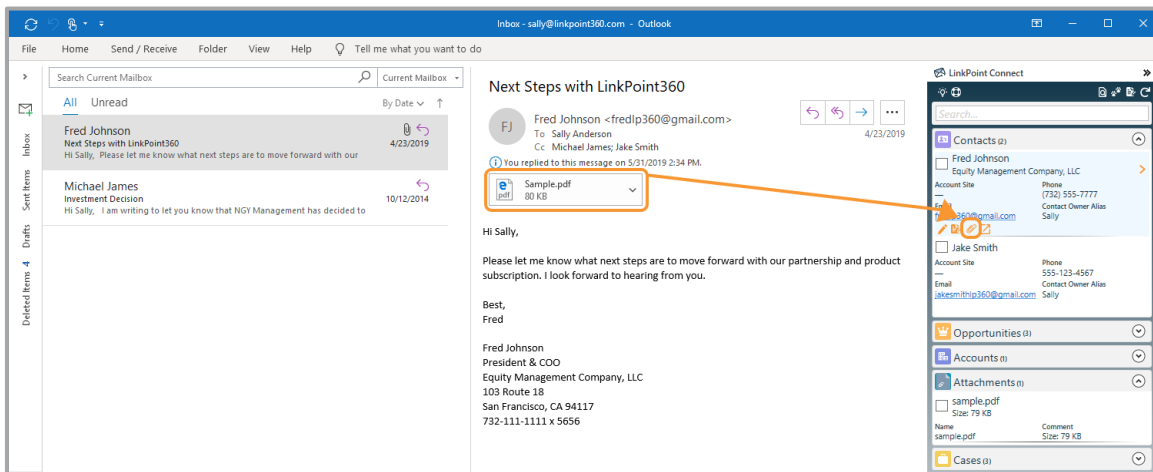 Inbox - sally@linkpoint360.com - Outlook
File Home Send / Receive Folder View Help Tell me what you want to do
Search Current Mailbox Current Mailbox
All Unread By Date
Fred Johnson
Next Steps with LinkPoint360 4/23/2019
Hi Sally, Please let me know what next steps are to move forward with our
Michael James
Investment Decision 10/12/2014
Hi Sally, I am writing to let you know that NGY Management has decided to
Inbox
Sent Items
Drafts
Deleted Items 4
Next Steps with LinkPoint360
FJ
Fred Johnson <fredlp360@gmail.com>
To Sally Anderson 4/23/2019
Cc Michael James; Jake Smith
You replied to this message on 5/31/2019 2:34 PM.
pdf
Sample.pdf
80 KB
Hi Sally,
Please let me know what next steps are to move forward with our partnership and product
subscription. I look forward to hearing from you.
Best,
Fred
Fred Johnson
President & COO
Equity Management Company, LLC
103 Route 18
San Francisco, CA 94117
732-111-1111 x 5656
LinkPoint Connect
Search...
Contacts (2)
Fred Johnson
Equity Management Company, LLC
Account Site Phone
— (732) 555-7777
Contact Owner Alias
Sally
Jake Smith
Account Site Phone
— 555-123-4567
Email Contact Owner Alias
jakesmithlp360@gmail.com Sally
Opportunities (3)
Accounts (1)
Attachments (1)
sample.pdf
Size: 79 KB
Name Comment
sample.pdf Size: 79 KB
Cases (3)